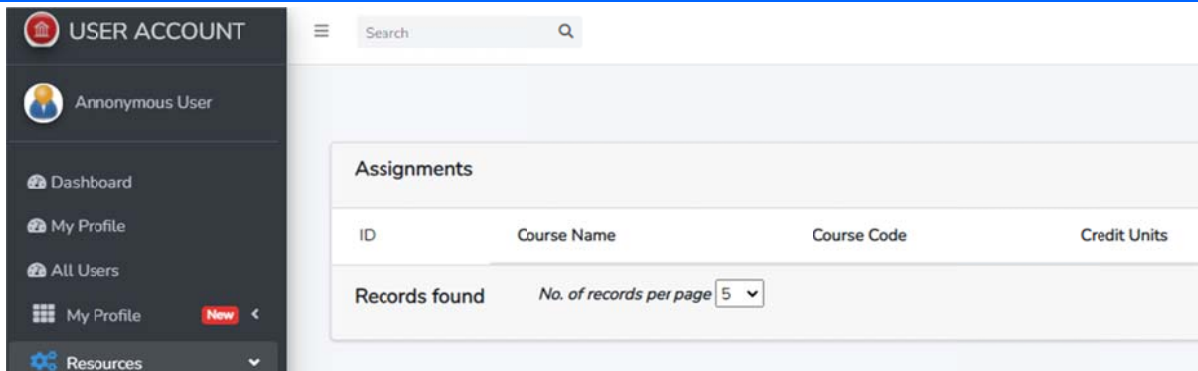 USER ACCOUNT
Search
Annonymous User
Dashboard
My Profile
All Users
My Profile New
Resources
Assignments
ID Course Name Course Code Credit Units
Records found No. of records per page 5